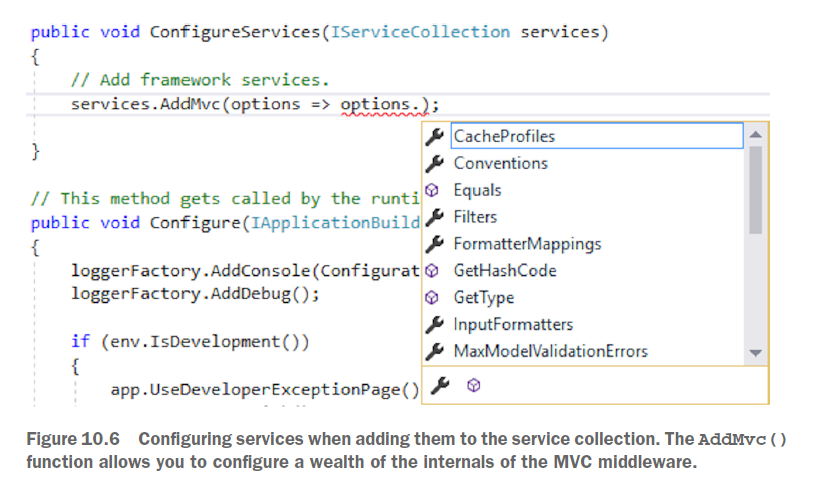 public void ConfigureServices(IServiceCollection services)
{
// Add framework services.
services.AddMvc(options => options.);
}
CacheProfiles
Conventions
Equals
Filters
FormatterMappings
GetHashCode
GetType
InputFormatters
MaxModelValidationErrors
// This method gets called by the runti
public void Configure(IApplicationBuild
{
loggerFactory.AddConsole(Configurat
loggerFactory.AddDebug();
if (env.IsDevelopment())
{
app.UseDeveloperExceptionPage()
Figure 10.6 Configuring services when adding them to the service collection. The AddMvc()
function allows you to configure a wealth of the internals of the MVC middleware.